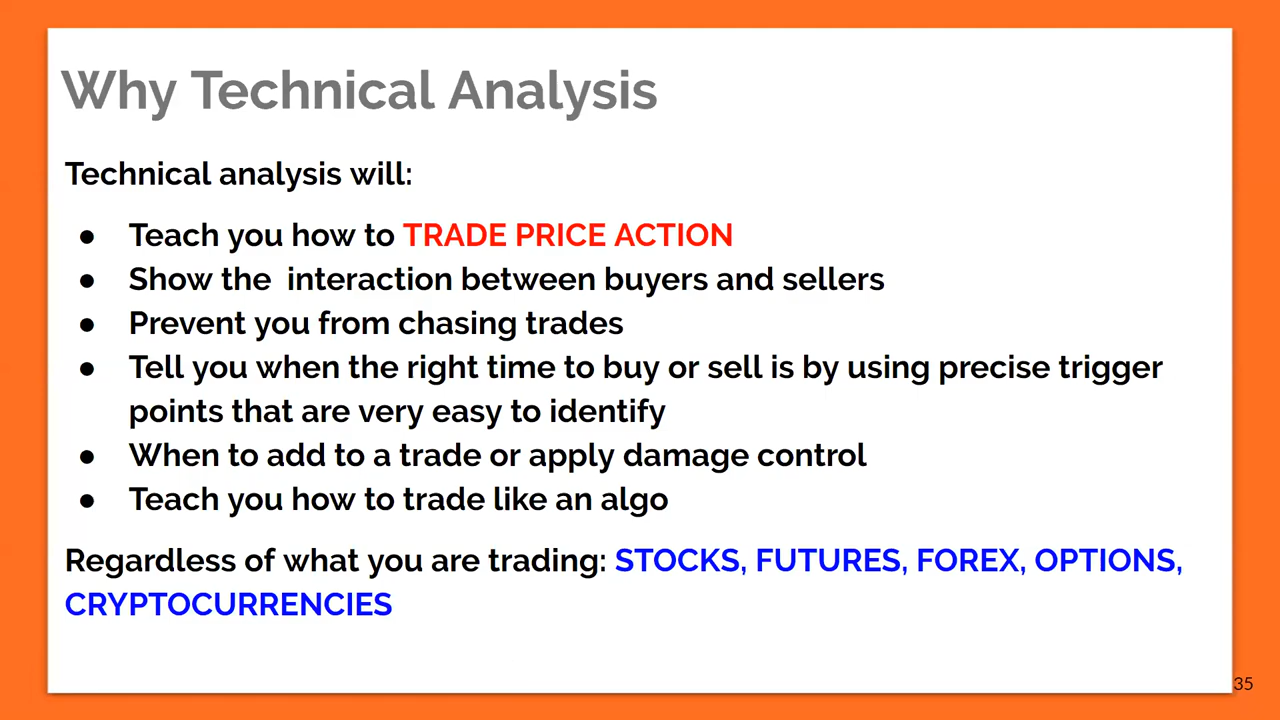 Why Technical Analysis
Technical analysis will:
● Teach you how to TRADE PRICE ACTION
● Show the  interaction between buyers and sellers
● Prevent you from chasing trades
● Tell you when the right time to buy or sell is by using precise trigger
points that are very easy to identify
● When to add to a trade or apply damage control
● Teach you how to trade like an algo
Regardless of what you are trading: STOCKS, FUTURES, FOREX, OPTIONS,
CRYPTOCURRENCIES
35